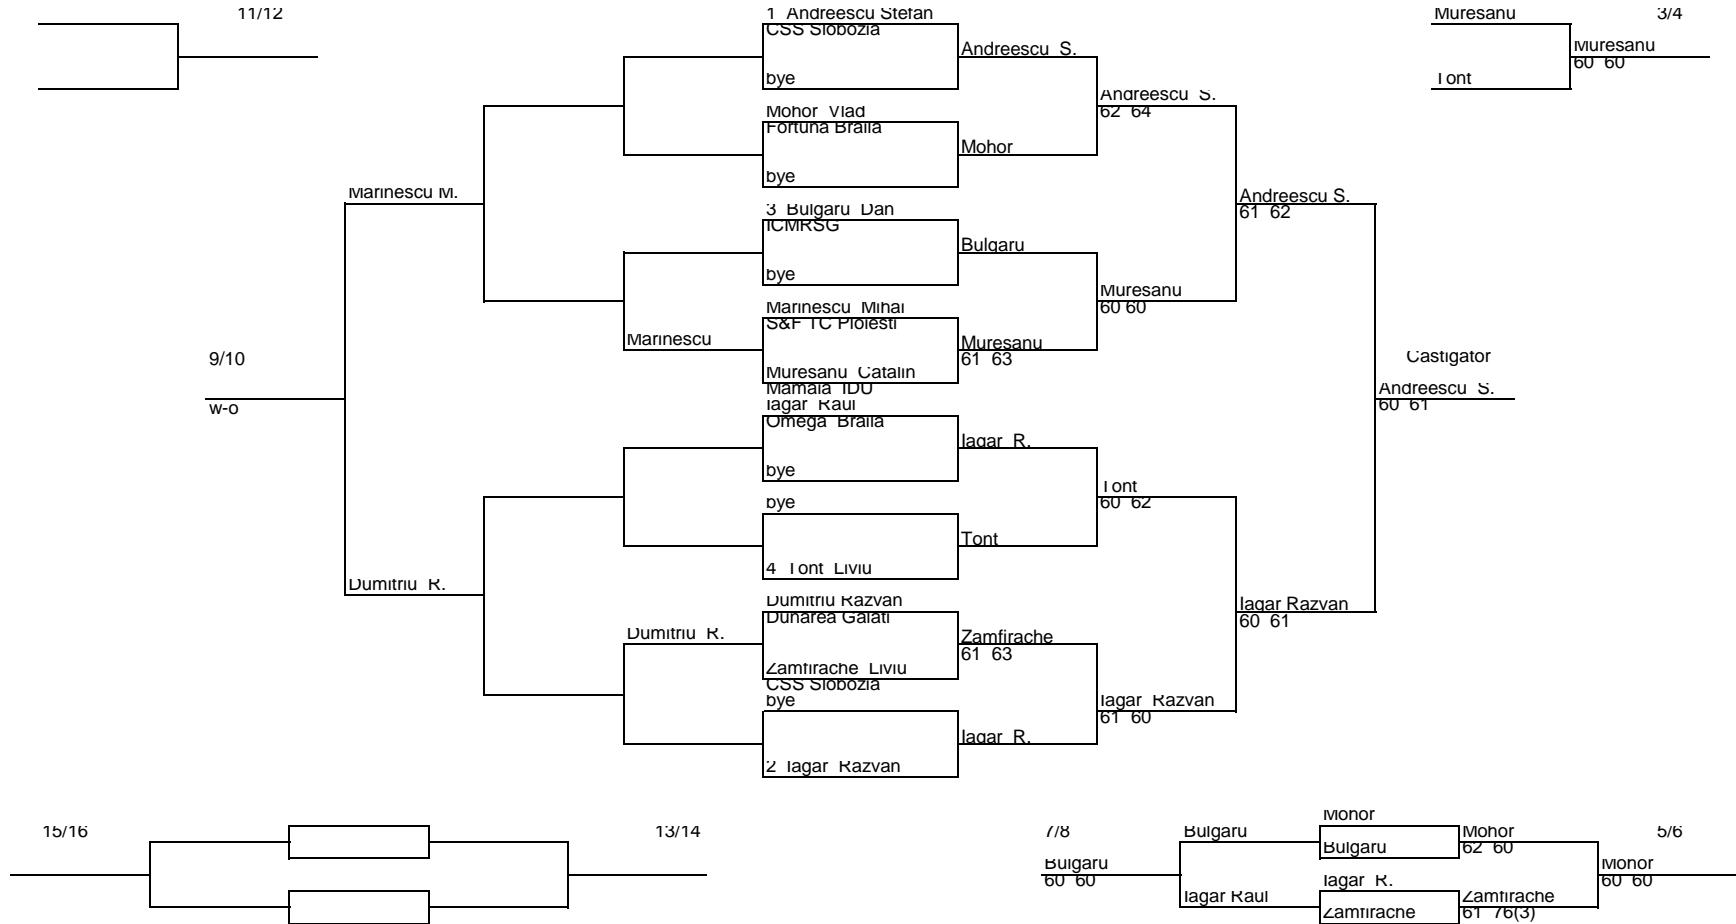 11/12
1 Andreescu Stefan
CSS Slobozia
Andreescu S.
bye
Andreescu S.
62 64
Mohor Vlad
Fortuna Braila
Mohor
bye
Marinescu M.
Andreescu S.
61 62
3 Bulgaru Dan
ICMRSG
Bulgaru
bye
Muresanu
60 60
Marinescu Mihai
S&F TC Ploiesti
Marinescu
Muresanu
61 63
Muresanu Catalin
Mamaia IDU
9/10
w-o
Castigator
Andreescu S.
60 61
Iagar Raul
Omega Braila
Iagar R.
bye
Tont
60 62
bye
Tont
4 Tont Liviu
Dumitriu R.
Iagar Razvan
60 61
Dumitriu Razvan
Dunarea Galati
Dumitriu R.
Zamfirache
61 63
Zamfirache Liviu
CSS Slobozia
Iagar Razvan
61 60
bye
Iagar R.
2 Iagar Razvan
Muresanu
3/4
Muresanu
60 60
Tont
15/16
13/14
7/8
Bulgaru
60 60
Bulgaru
Iagar Raul
Mohor
Bulgaru
Iagar R.
Zamfirache
Mohor
62 60
Zamfirache
61 76(3)
5/6
Mohor
60 60